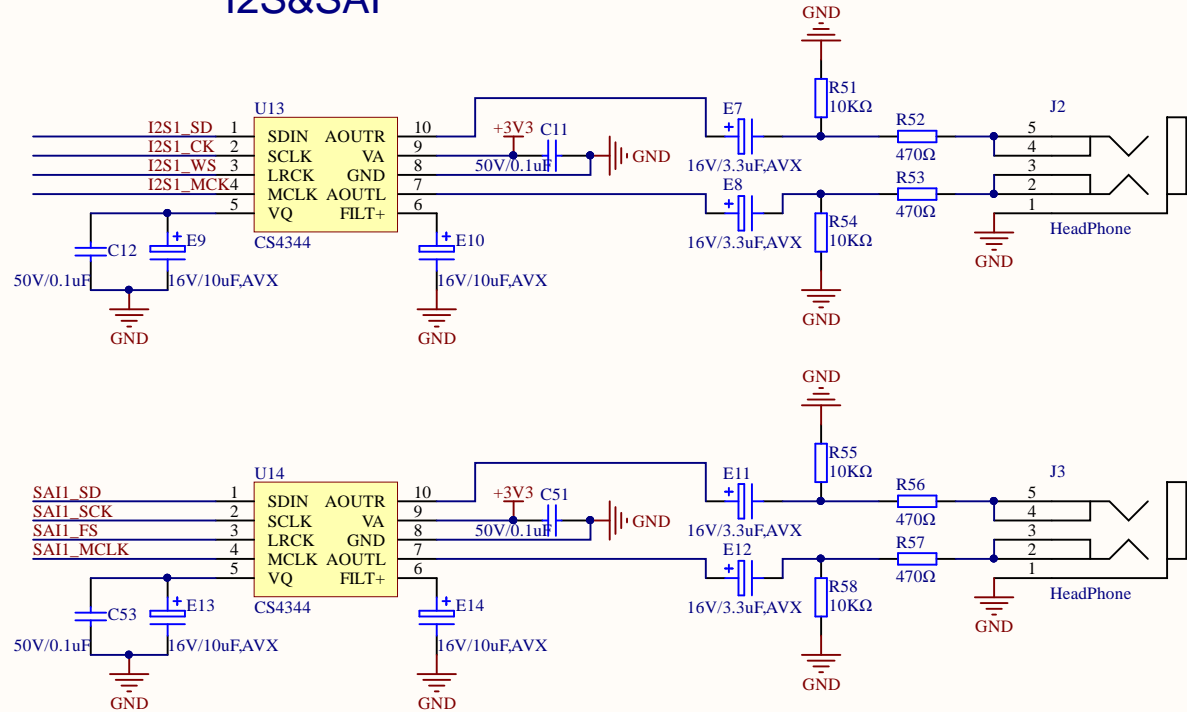 I2S&SAI
GND
R51
10KΩ
U13
E7
J2
I2S1_SD 1 SDIN AOUTR 10
+3V3 C11
R52
5
I2S1_CK 2 SCLK VA 9
50V/0.1uF
GND
16V/3.3uF,AVX
470Ω
4
I2S1_WS 3 LRCK GND 8
E8
R53
3
I2S1_MCK 4 MCLK AOUTL 7
2
5 VQ FILT+ 6
16V/3.3uF,AVX
R54
10KΩ
470Ω
1
HeadPhone
GND
CS4344
C12
E9
E10
50V/0.1uF
16V/10uF,AVX
16V/10uF,AVX
GND
GND
GND
GND
R55
10KΩ
U14
E11
J3
SAI1_SD 1 SDIN AOUTR 10
+3V3 C51
R56
5
SAI1_SCK 2 SCLK VA 9
50V/0.1uF
GND
16V/3.3uF,AVX
470Ω
4
SAI1_FS 3 LRCK GND 8
E12
R57
3
SAI1_MCLK 4 MCLK AOUTL 7
2
5 VQ FILT+ 6
16V/3.3uF,AVX
R58
10KΩ
470Ω
1
HeadPhone
GND
CS4344
C53
E13
E14
50V/0.1uF
16V/10uF,AVX
16V/10uF,AVX
GND
GND
GND